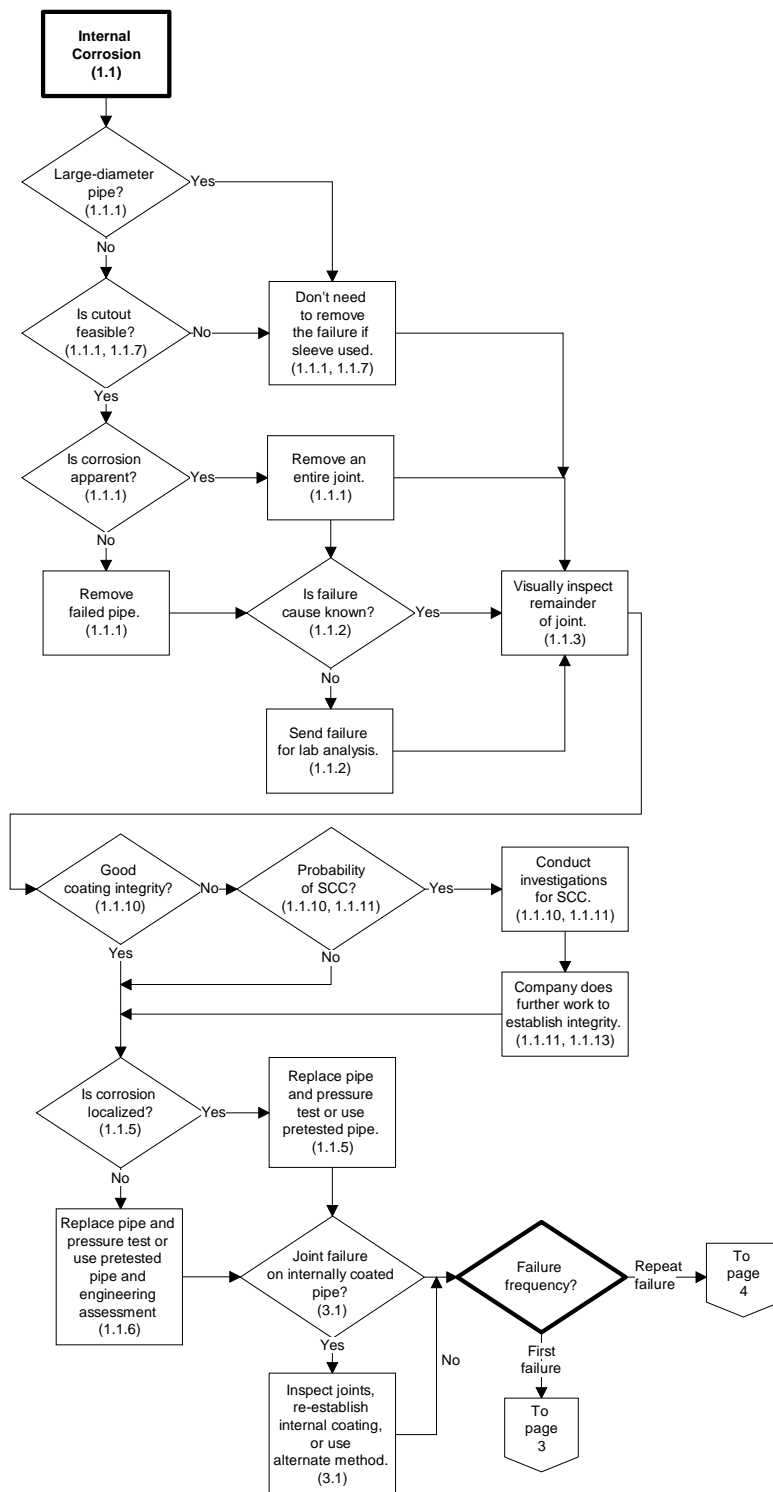 Internal
Corrosion
(1.1)
Large-diameter
pipe?
(1.1.1)
Yes
No
Is cutout
feasible?
(1.1.1, 1.1.7)
No
Don't need
to remove
the failure if
sleeve used.
(1.1.1, 1.1.7)
Yes
Is corrosion
apparent?
(1.1.1)
Yes
Remove an
entire joint.
(1.1.1)
No
Remove
failed pipe.
(1.1.1)
Is failure
cause known?
(1.1.2)
Yes
Visually inspect
remainder
of joint.
(1.1.3)
No
Send failure
for lab analysis.
(1.1.2)
Good
coating integrity?
(1.1.10)
No
Probability
of SCC?
(1.1.10, 1.1.11)
Yes
Conduct
investigations
for SCC.
(1.1.10, 1.1.11)
Yes
No
Company does
further work to
establish integrity.
(1.1.11, 1.1.13)
Is corrosion
localized?
(1.1.5)
Yes
Replace pipe
and pressure
test or use
pretested pipe.
(1.1.5)
No
Replace pipe and
pressure test or
use pretested
pipe and
engineering
assessment
(1.1.6)
Joint failure
on internally coated
pipe?
(3.1)
Failure
frequency?
Repeat
failure
To
page
4
Yes
No
First
failure
Inspect joints,
re-establish
internal coating,
or use
alternate method.
(3.1)
To
page
3